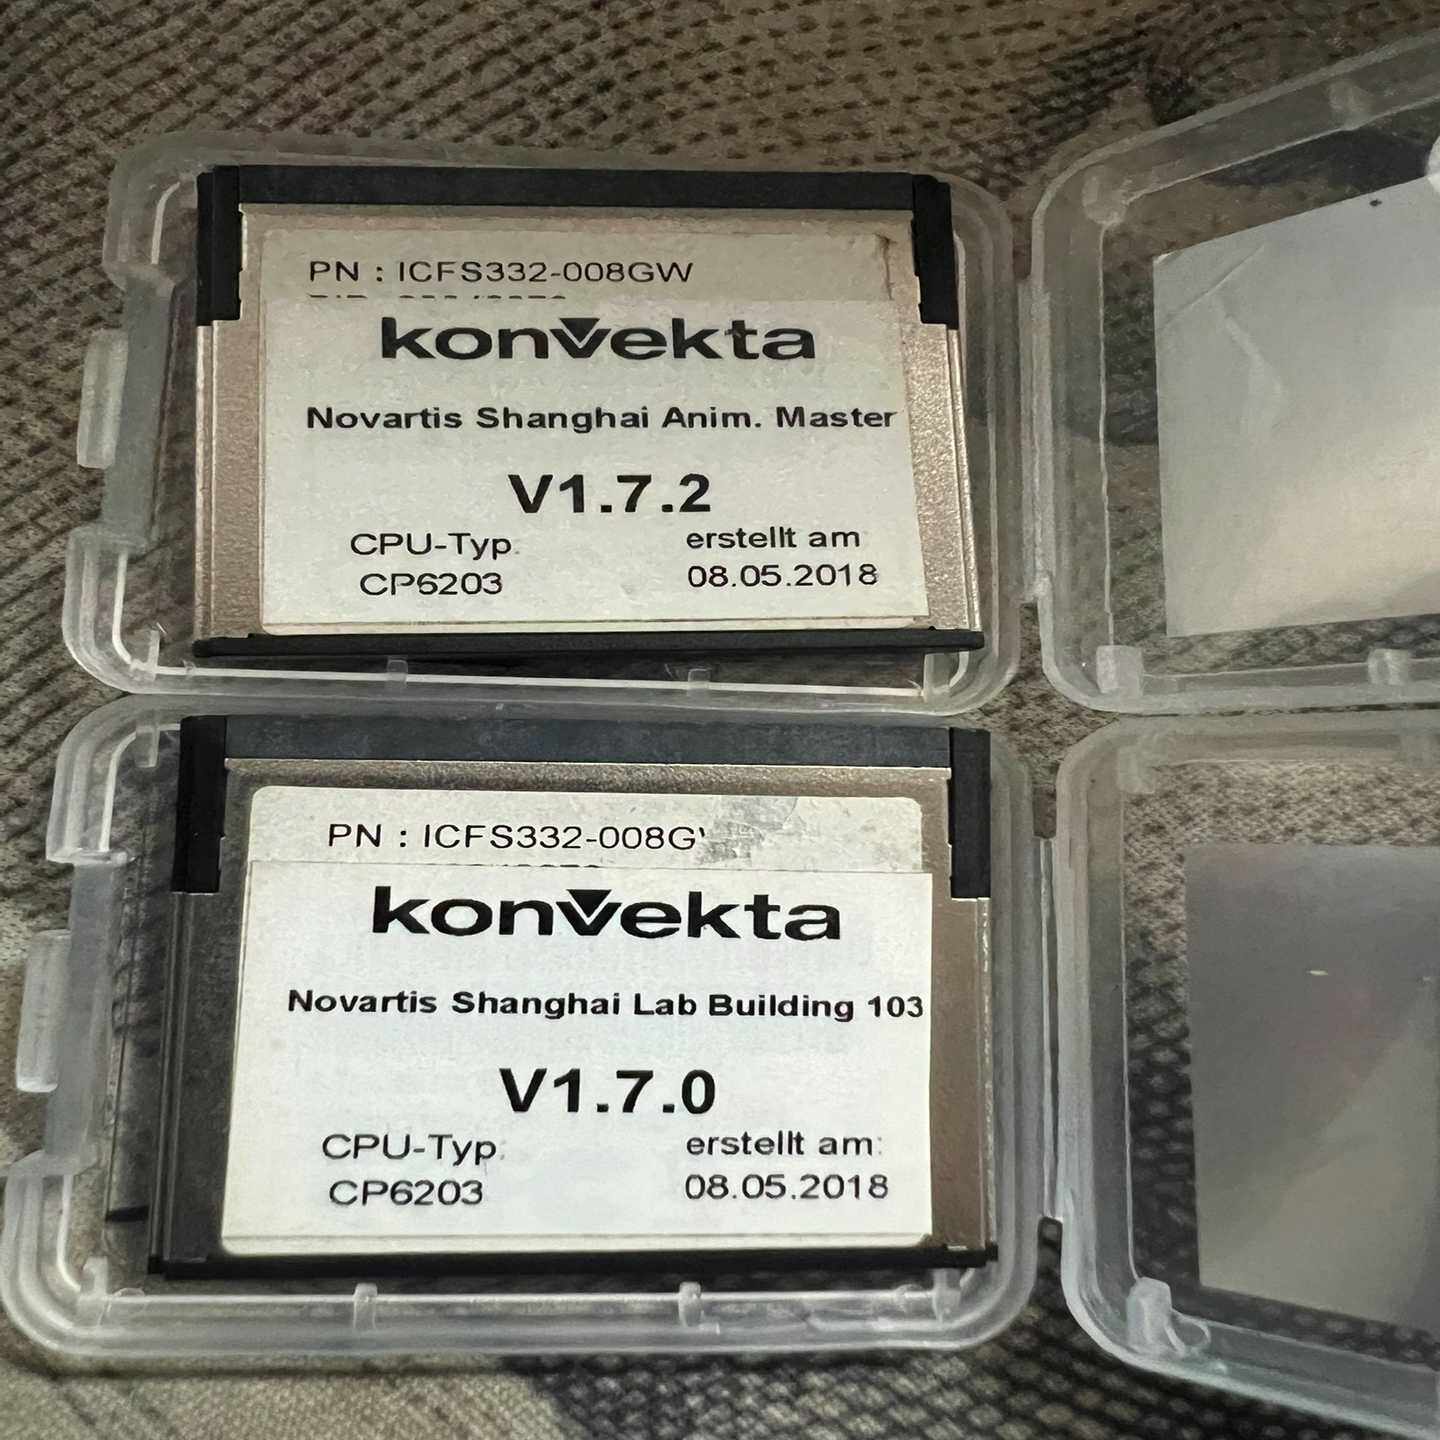 PN : ICFS332-008GW
konvekta
Novartis Shanghai Anim. Master
V1.7.2
CPU-Typ: erstellt am
CP6203 08.05.2018
PN : ICFS332-008G
konvekta
Novartis Shanghai Lab Building 103
V1.7.0
CPU-Typ: erstellt am:
CP6203 08.05.2018